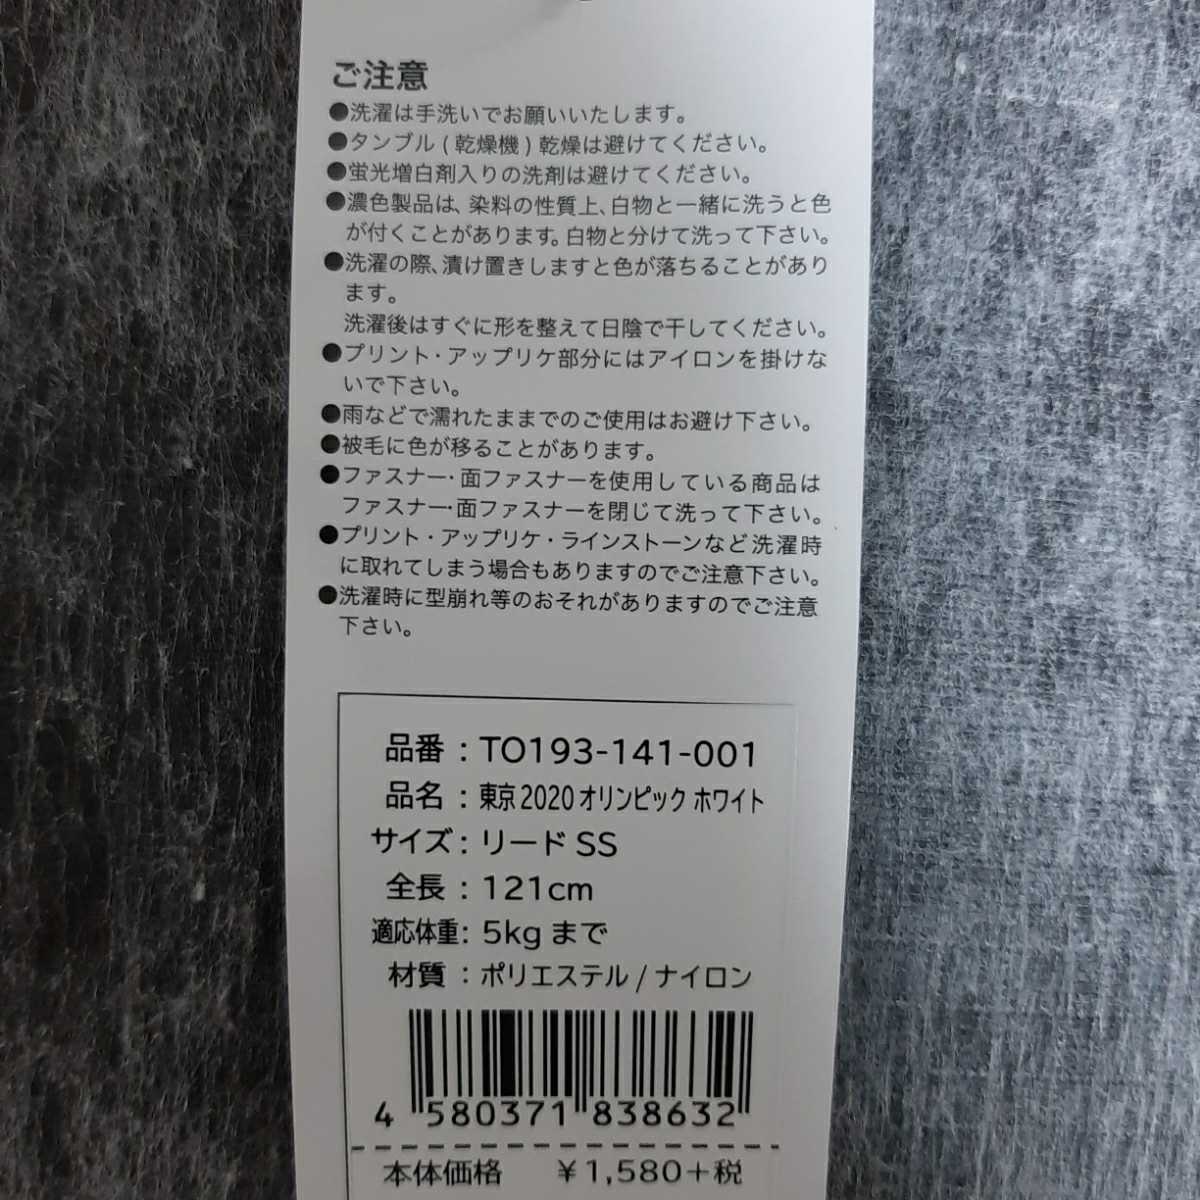 ご注意
●洗濯は手洗いでお願いいたします。
●タンブル(乾燥機)乾燥は避けてください。
●蛍光増白剤入りの洗剤は避けてください。
●濃色製品は、染料の性質上、白物と一緒に洗うと色
が付くことがあります。白物と分けて洗って下さい。
●洗濯の際、漬け置きしますと色が落ちることがあり
ます。
洗濯後はすぐに形を整えて日陰で干してください。
●プリント・アップリケ部分にはアイロンを掛けな
いで下さい。
●雨などで濡れたままでのご使用はお避け下さい。
●被毛に色が移ることがあります。
●ファスナー・面ファスナーを使用している商品は
ファスナー・面ファスナーを閉じて洗って下さい。
●プリント・アップリケ・ラインストーンなど洗濯時
に取れてしまう場合もありますのでご注意下さい。
●洗濯時に型崩れ等のおそれがありますのでご注意
下さい。
品番:TO193-141-001
品名:東京2020オリンピック ホワイト
サイズ:リードSS
全長:121cm
適応体重:5kgまで
材質:ポリエステル/ナイロン
4 580371 838632
本体価格 ¥1,580+税